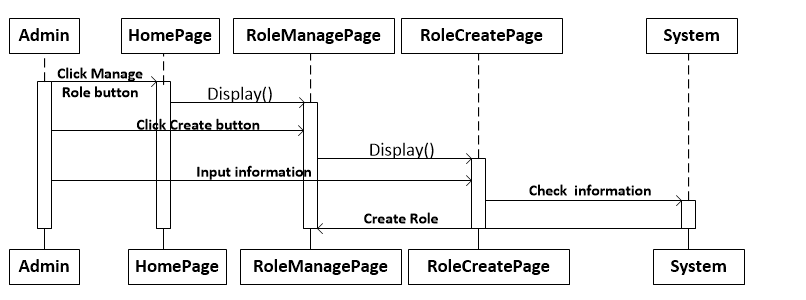 Admin
HomePage
RoleManagePage
RoleCreatePage
System
Click Manage
Role button
Display()
Click Create button
Display()
Input information
Check information
Create Role
Admin
HomePage
RoleManagePage
RoleCreatePage
System